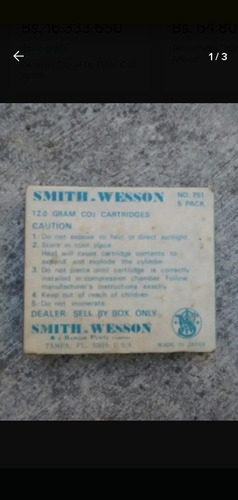 1 / 3
SMITH & WESSON NO. 751
5 PACK
12.0 GRAM CO2 CARTRIDGES
CAUTION
1. Do not expose to heat or direct sunlight
2. Store in cool place
Heat will cause cartridge contents to
expand and explode the cylinder
3. Do not pierce until cartridge is correctly
installed in compression chamber. Follow
manufacturer's instructions exactly
4. Keep out of reach of children
5. Do not incinerate
DEALER: SELL BY BOX ONLY
SMITH & WESSON
A Bangor Punta
TAMPA, FL. U.S.A. MADE IN